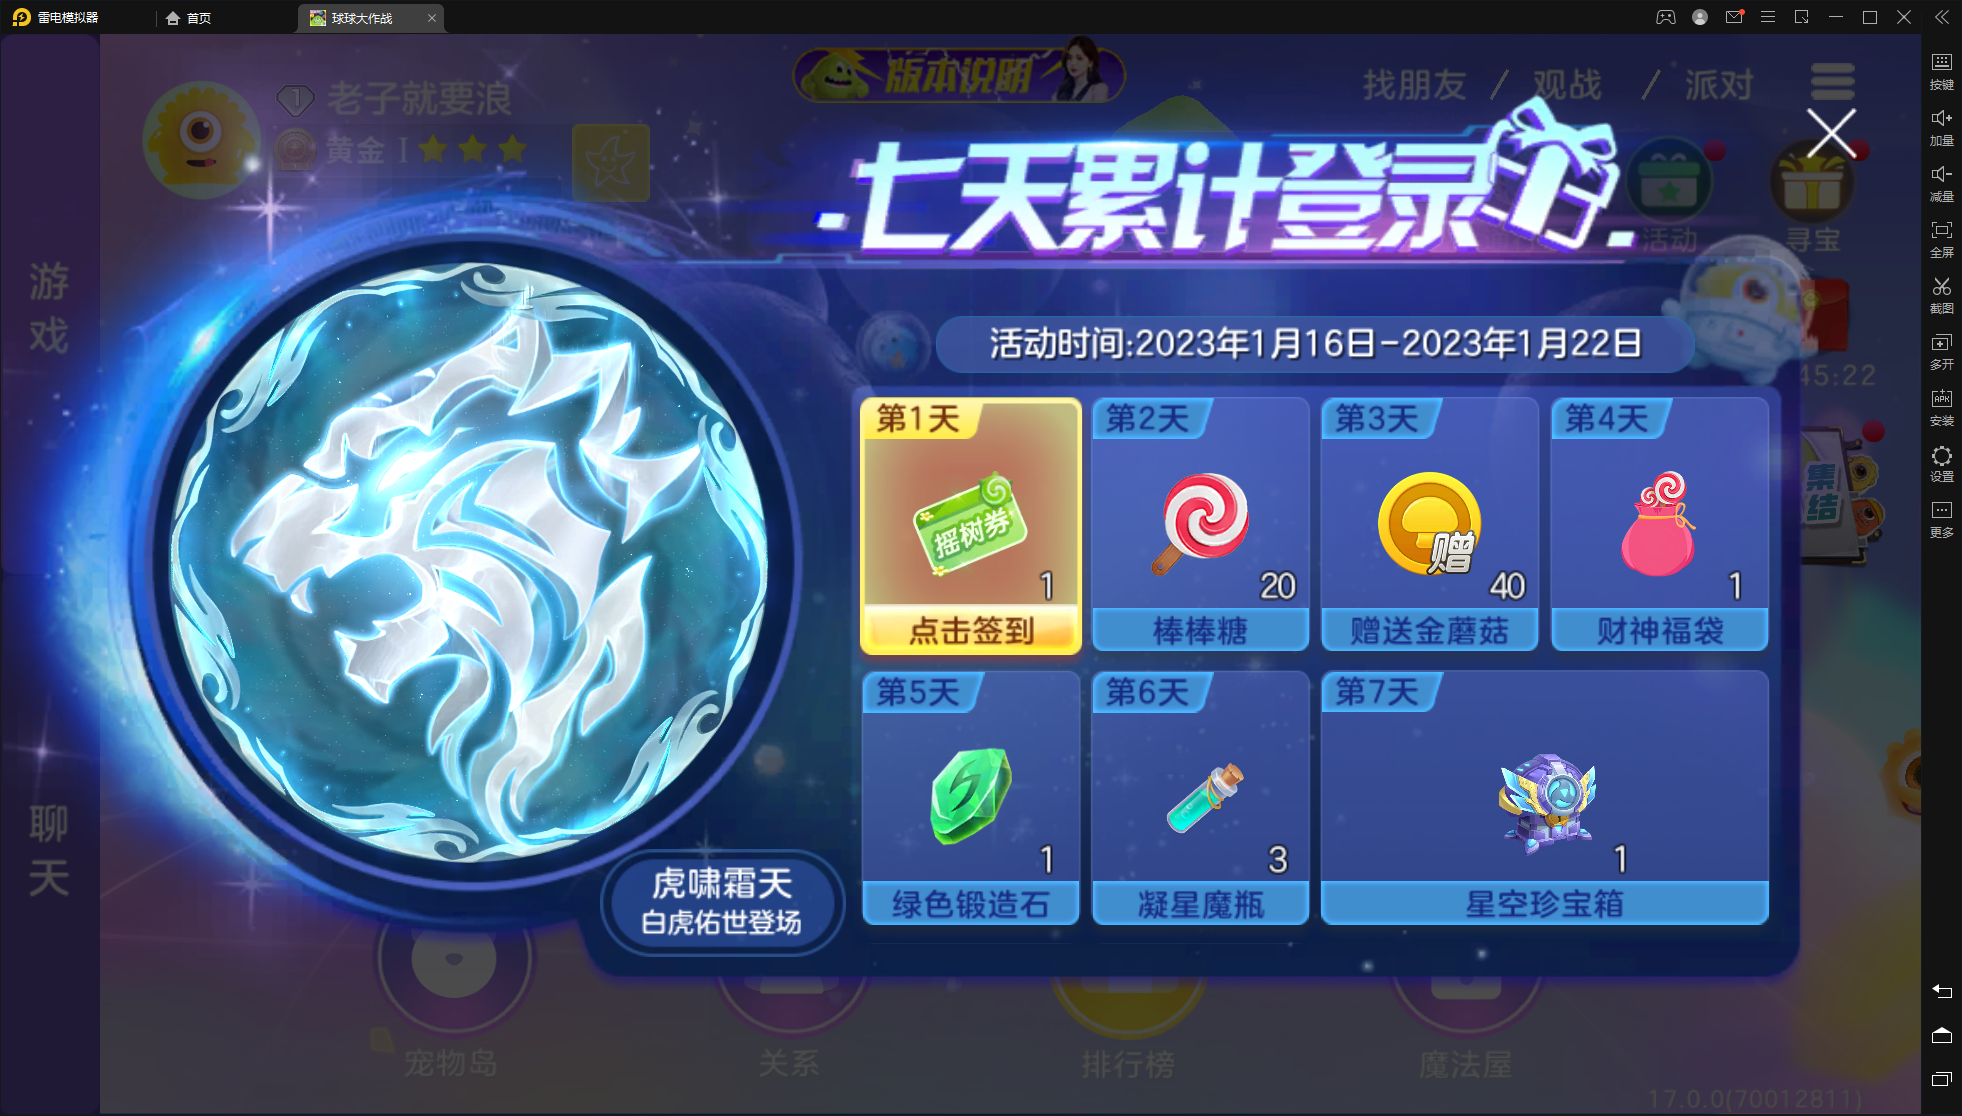 雷电模拟器
首页
球球大作战
老子就要浪
1
黄金 I
版本说明
找朋友 / 观战 / 派对
七天累计登录
活动
寻宝
活动时间:2023年1月16日-2023年1月22日
45:22
集结
第1天
摇树券
1
点击签到
第2天
20
棒棒糖
第3天
赠
40
赠送金蘑菇
第4天
1
财神福袋
第5天
1
绿色锻造石
第6天
3
凝星魔瓶
第7天
1
星空珍宝箱
虎啸霜天
白虎佑世登场
游戏
聊天
宠物岛
关系
排行榜
魔法屋
17.0.0(70012811)
按键
加量
减量
全屏
截图
多开
APK
安装
设置
更多